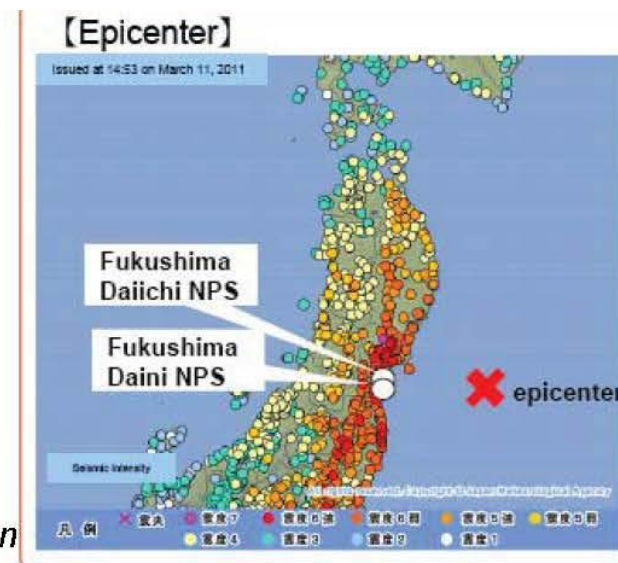 【Epicenter】
Issued at 14:53 on March 11, 2011
Fukushima
Daiichi NPS
Fukushima
Daini NPS
epicenter
Seismic Intensity
n
凡 例
震央 震度7 震度6強 震度6弱 震度5強 震度5弱
震度4 震度3 震度2 震度1